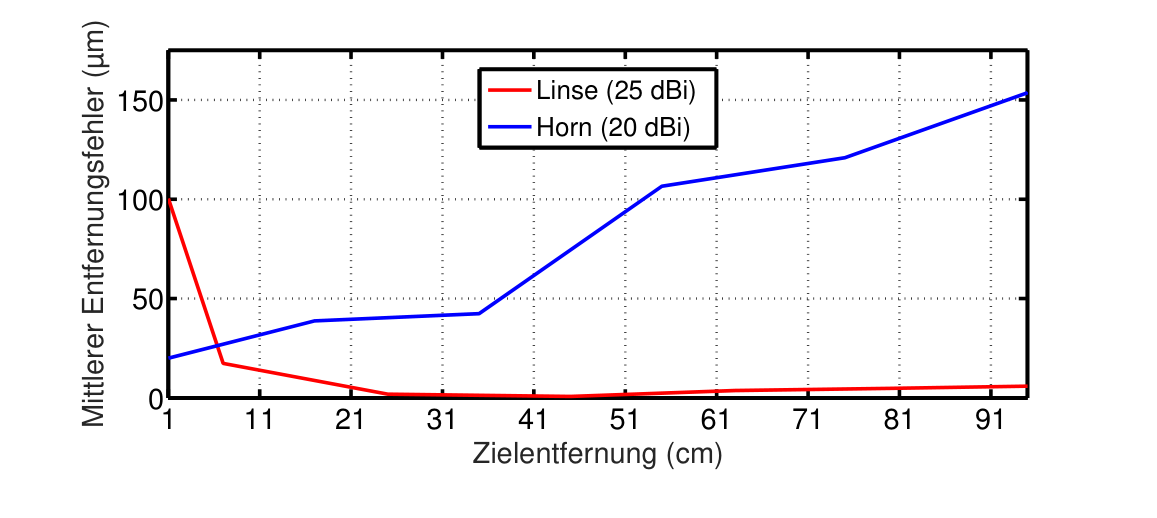 Mittlerer Entfernungsfehler (µm)
150
100
50
0
Linse (25 dBi)
Horn (20 dBi)
1 11 21 31 41 51 61 71 81 91
Zielentfernung (cm)